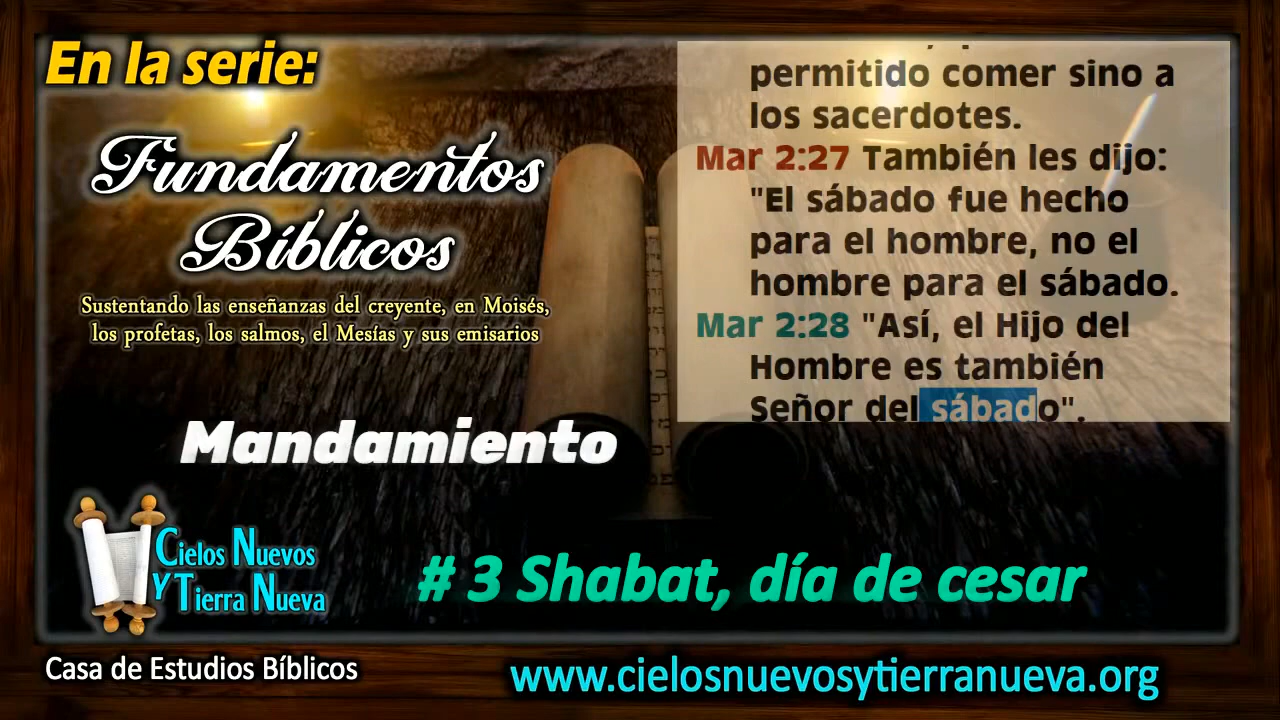 En la serie:
Fundamentos
Bíblicos
Sustentando las enseñanzas del creyente, en Moisés,
los profetas, los salmos, el Mesías y sus emisarios
permitido comer sino a
los sacerdotes.
Mar 2:27 También les dijo:
"El sábado fue hecho
para el hombre, no el
hombre para el sábado.
Mar 2:28 "Así, el Hijo del
Hombre es también
Señor del sábado".
Mandamiento
# 3 Shabat, día de cesar
Cielos Nuevos
Y Tierra Nueva
Casa de Estudios Bíblicos
www.cielosnuevosytierranueva.org